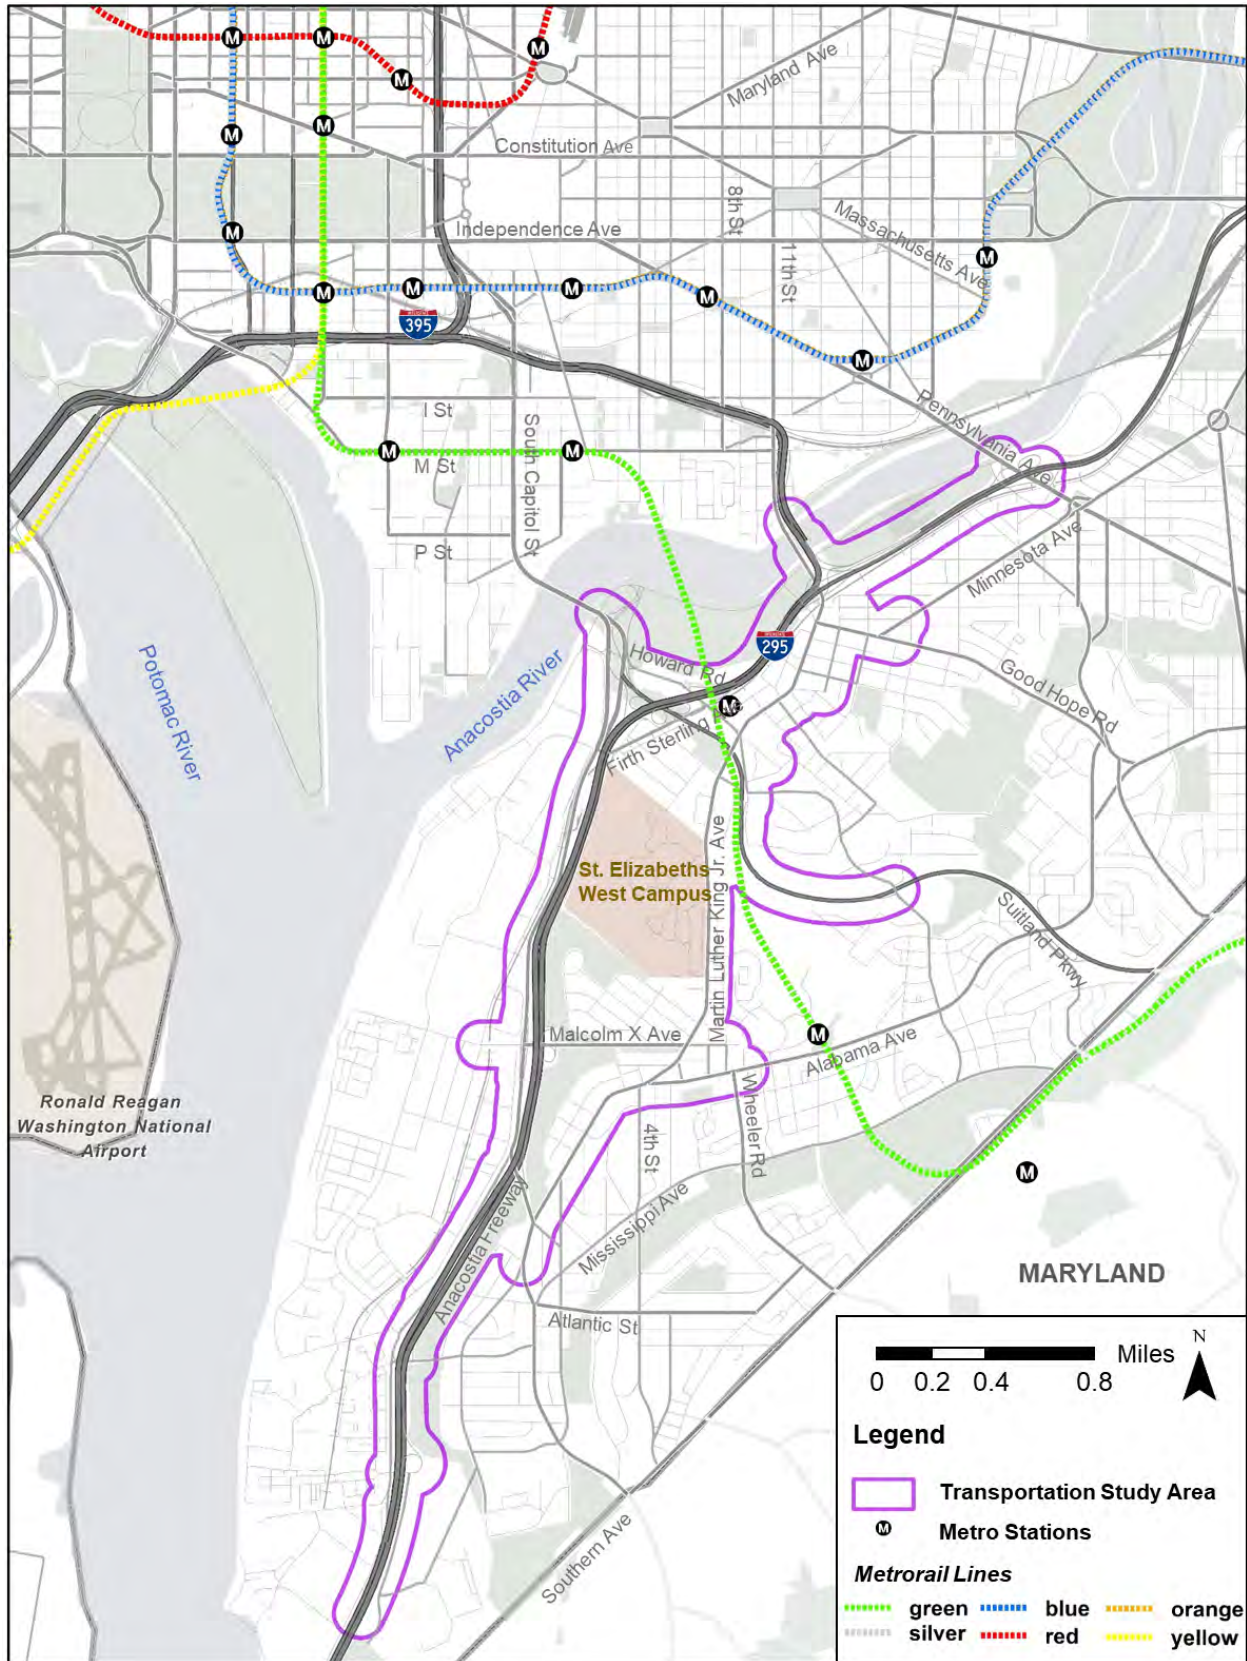 M
M
M
M
Maryland Ave
M
M
Constitution Ave
8th St
Massachusetts Ave
M
Independence Ave
11th St
M
M
M
M
M
395
M
Pennsylvania Ave
I St
South Capitol St
M
M St
M
P St
Minnesota Ave
Potomac River
Anacostia River
Howard Rd
295
Good Hope Rd
M
Firth Sterling
St. Elizabeths
West Campus
Martin Luther King Jr. Ave
Suitland Pkwy
Malcolm X Ave
M
Alabama Ave
Ronald Reagan
Washington National
Airport
Wheeler Rd
4th St
M
Anacostia Freeway
Mississippi Ave
MARYLAND
Atlantic St
Southern Ave
N
Miles
0 0.2 0.4 0.8
Legend
Transportation Study Area
M Metro Stations
Metrorail Lines
green blue orange
silver red yellow